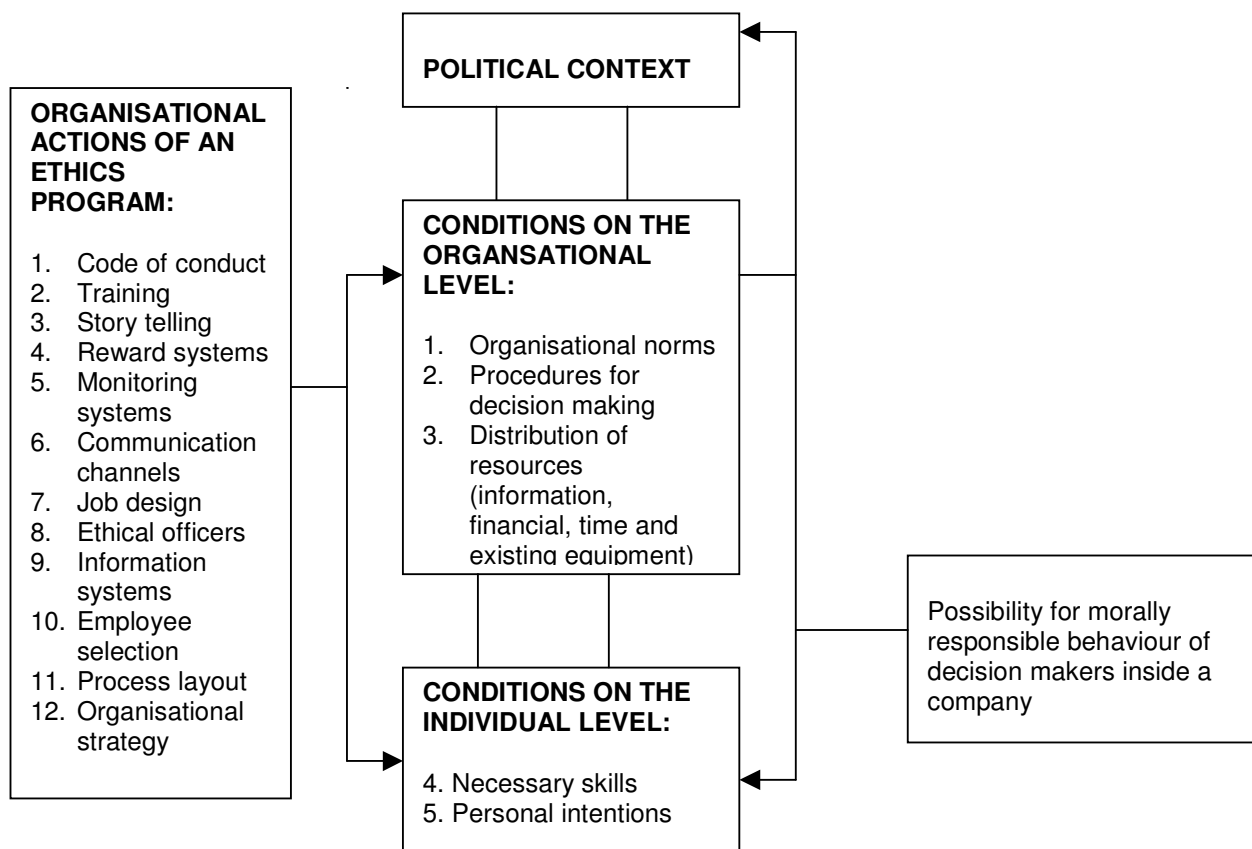 POLITICAL CONTEXT
ORGANISATIONAL
ACTIONS OF AN
ETHICS
PROGRAM:
1. Code of conduct
2. Training
3. Story telling
4. Reward systems
5. Monitoring
systems
6. Communication
channels
7. Job design
8. Ethical officers
9. Information
systems
10. Employee
selection
11. Process layout
12. Organisational
strategy
CONDITIONS ON THE
ORGANSATIONAL
LEVEL:
1. Organisational norms
2. Procedures for
decision making
3. Distribution of
resources
(information,
financial, time and
existing equipment)
CONDITIONS ON THE
INDIVIDUAL LEVEL:
4. Necessary skills
5. Personal intentions
Possibility for morally
responsible behaviour of
decision makers inside a
company